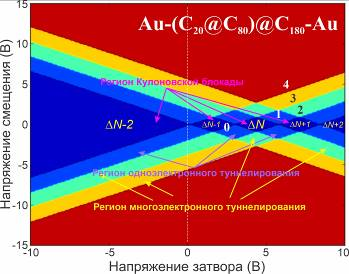 15
10
5
0
-5
-10
-15
Напряжение смещения (В)
Au-(C20@C80)@C180-Au
Регион Кулоновской блокады
4
3
2
1
0
ΔN-2
ΔN-1
ΔN
ΔN+1
ΔN+2
Регион одноэлектронного туннелирования
Регион многоэлектронного туннелирования
-10
-5
0
5
10
Напряжение затвора (В)